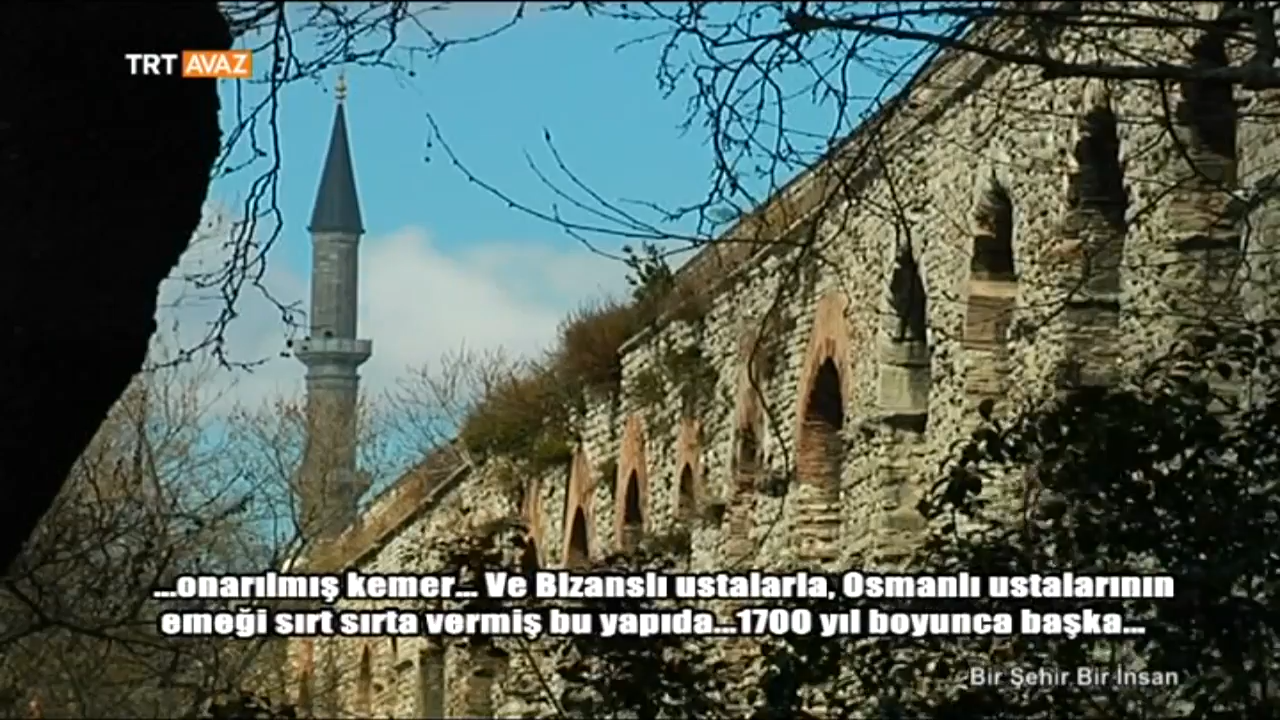 TRT AVAZ
...onarılmış kemer... Ve Bizanslı ustalarla, Osmanlı ustalarının
emeği sırt sırta vermiş bu yapıda...1700 yıl boyunca başka...
Bir Şehir Bir İnsan